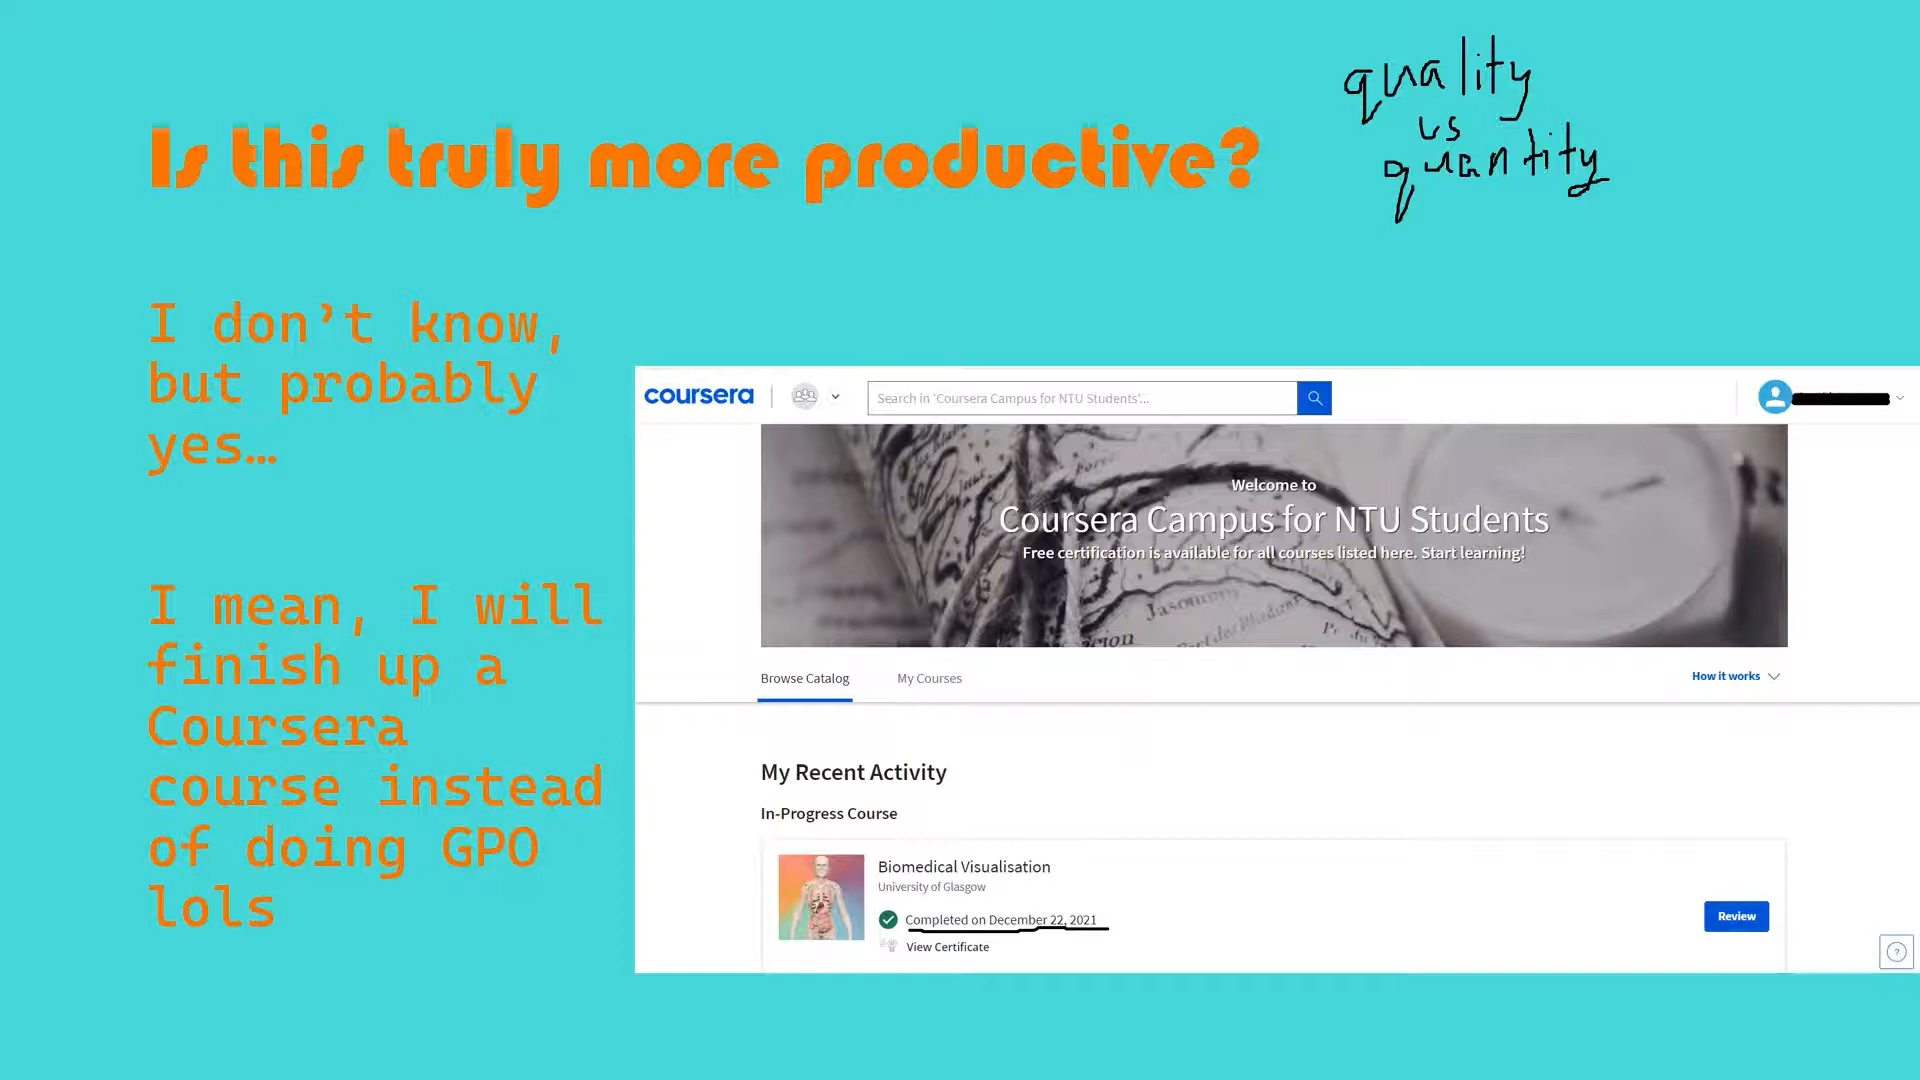 quality
vs
quantity
Is this truly more productive?
I don't know,
but probably
yes…
I mean, I will
finish up a
Coursera
course instead
of doing GPO
lols
coursera
Search in 'Coursera Campus for NTU Students'...
Welcome to
Coursera Campus for NTU Students
Free certification is available for all courses listed here. Start learning!
Browse Catalog
My Courses
How it works
My Recent Activity
In-Progress Course
Biomedical Visualisation
University of Glasgow
Completed on December 22, 2021
View Certificate
Review
?